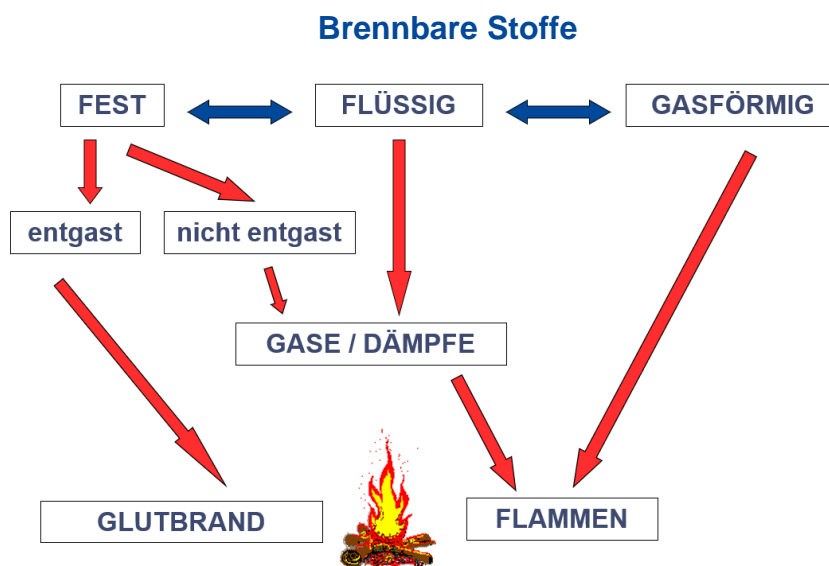 Brennbare Stoffe
FEST
FLÜSSIG
GASFÖRMIG
entgast
nicht entgast
GASE / DÄMPFE
GLUTBRAND
FLAMMEN